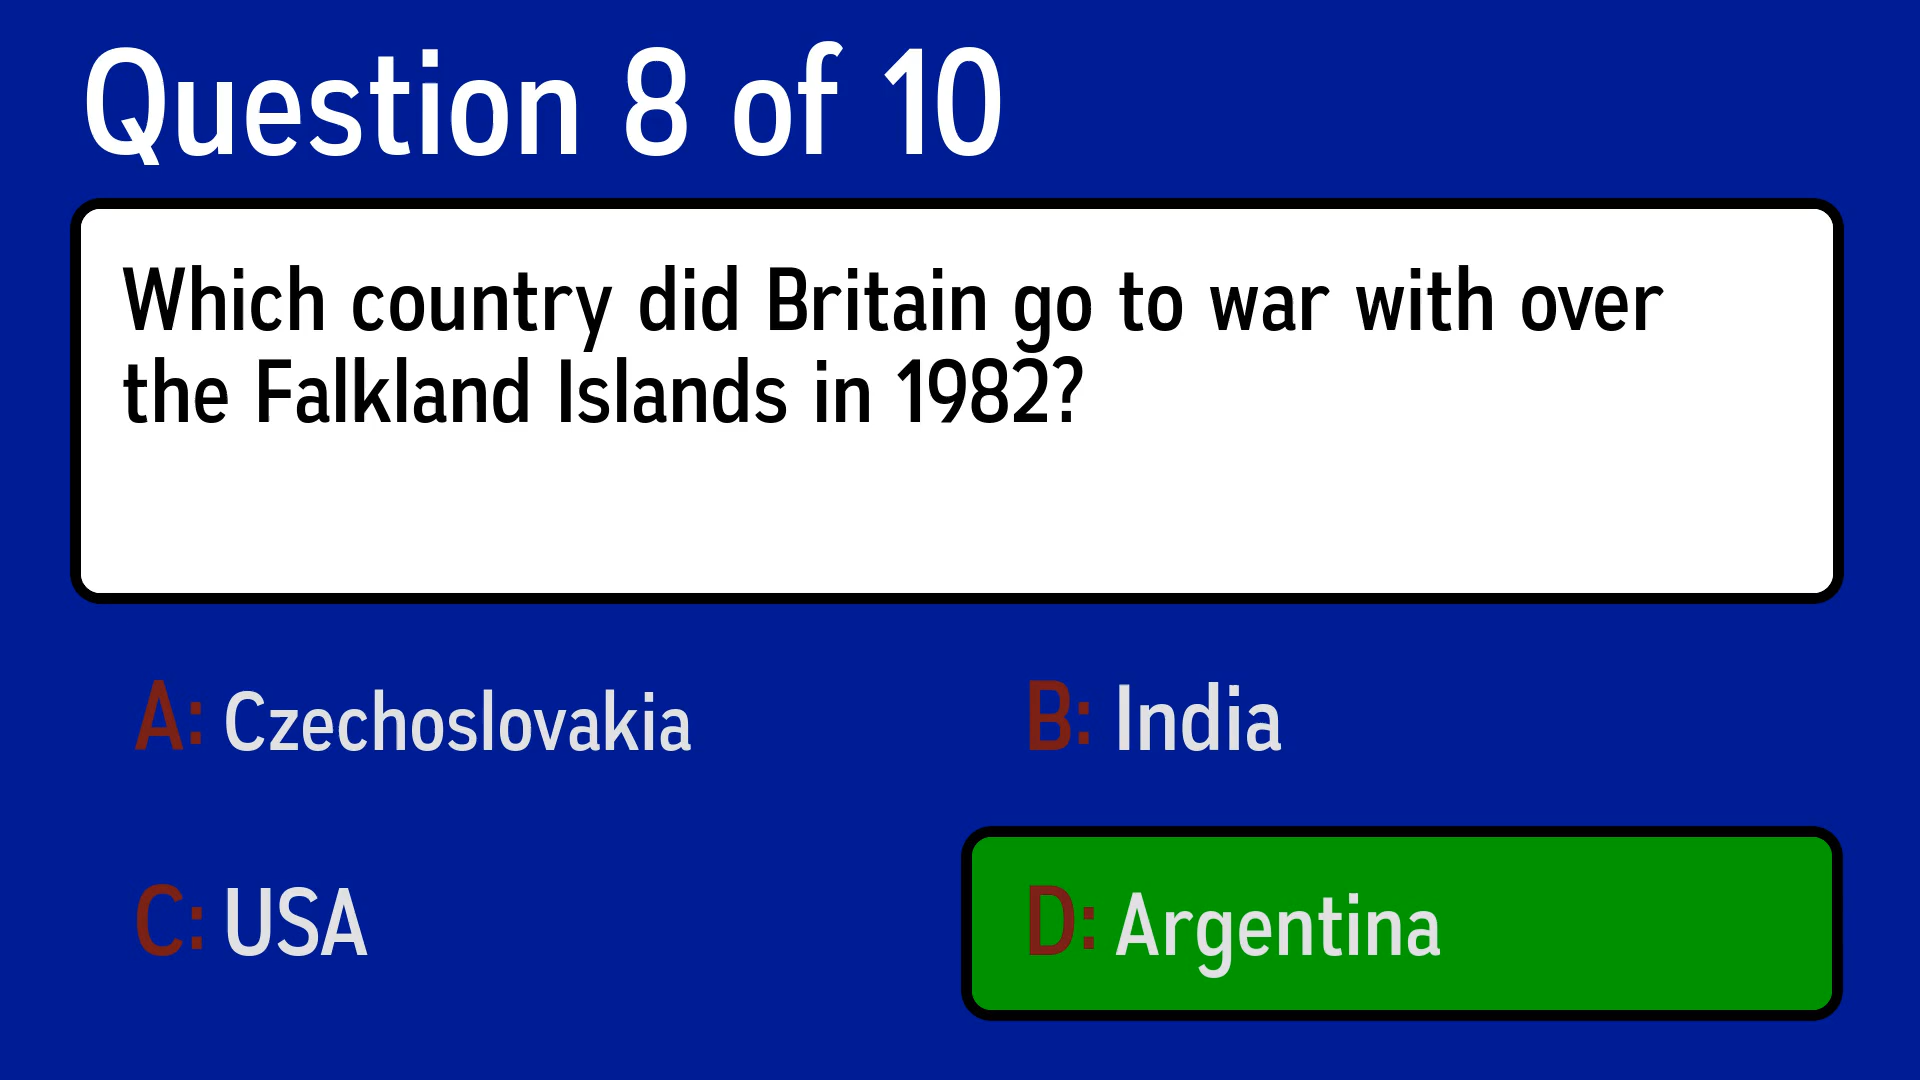 Question 8 of 10
Which country did Britain go to war with over
the Falkland Islands in 1982?
A: Czechoslovakia
B: India
C: USA
D: Argentina